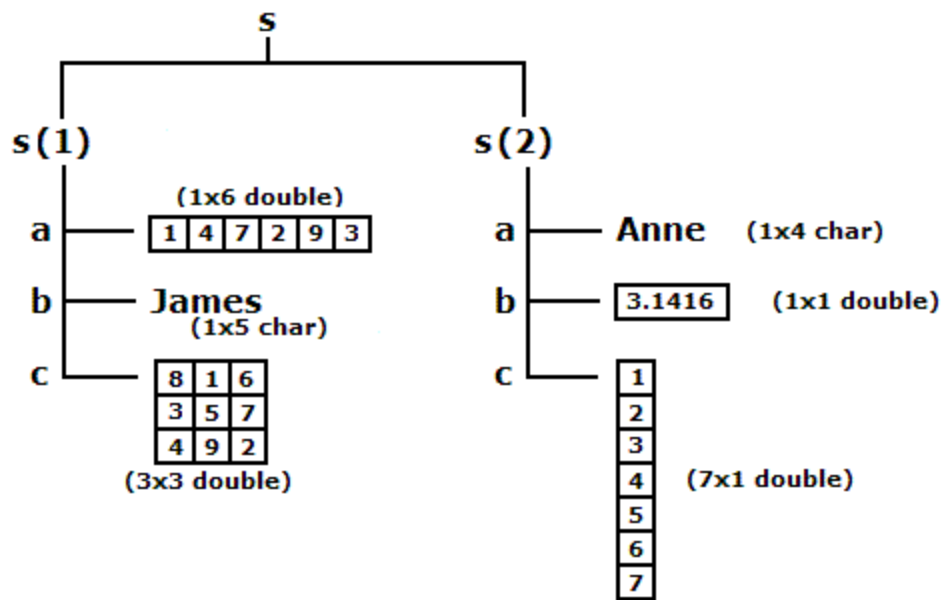 s
s(1)
s(2)
(1x6 double)
a
1 4 7 2 9 3
a
Anne (1x4 char)
b
James
(1x5 char)
b
3.1416 (1x1 double)
c
8 1 6
3 5 7
4 9 2
(3x3 double)
c
1
2
3
4
5
6
7
(7x1 double)